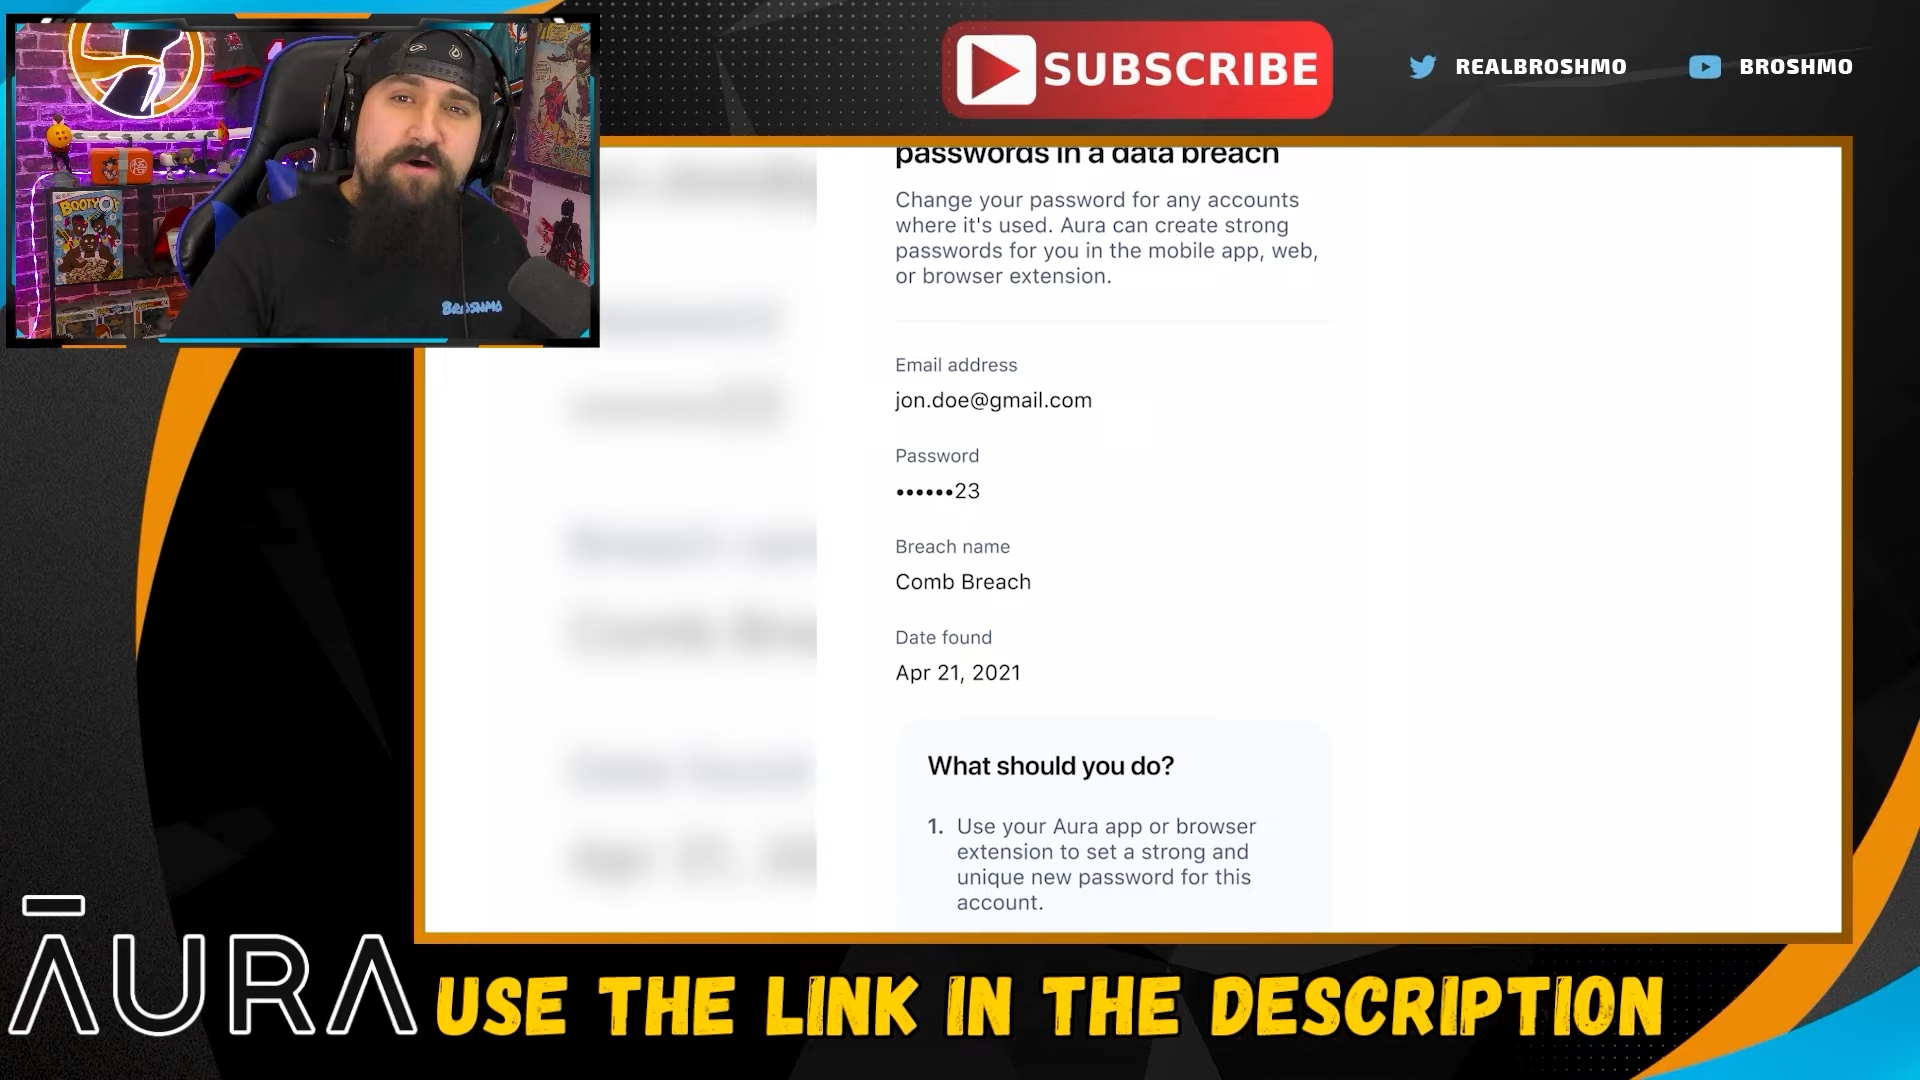 SUBSCRIBE
REALBROSHMO
BROSHMO
BOOTY
BROSHMO
passwords in a data breach
Change your password for any accounts
where it's used. Aura can create strong
passwords for you in the mobile app, web,
or browser extension.
Email address
jon.doe@gmail.com
Password
••••••23
Breach name
Comb Breach
Date found
Apr 21, 2021
What should you do?
1. Use your Aura app or browser
extension to set a strong and
unique new password for this
account.
AURA
USE THE LINK IN THE DESCRIPTION